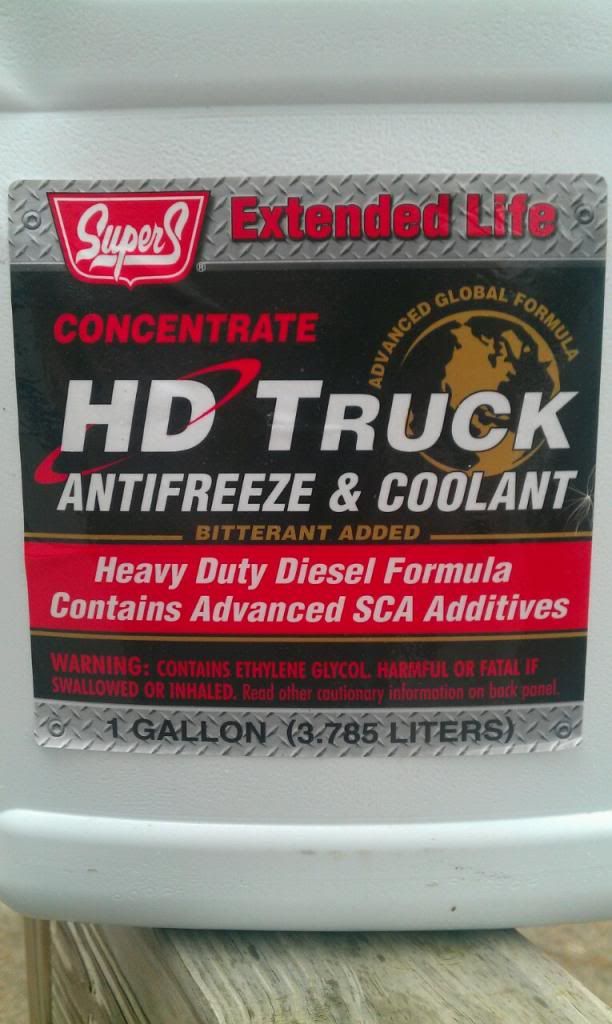 Super S
®
Extended Life
CONCENTRATE
ADVANCED GLOBAL FORMULA
HD TRUCK
ANTIFREEZE & COOLANT
BITTERANT ADDED
Heavy Duty Diesel Formula
Contains Advanced SCA Additives
WARNING: CONTAINS ETHYLENE GLYCOL. HARMFUL OR FATAL IF
SWALLOWED OR INHALED. Read other cautionary information on back panel.
1 GALLON (3.785 LITERS)